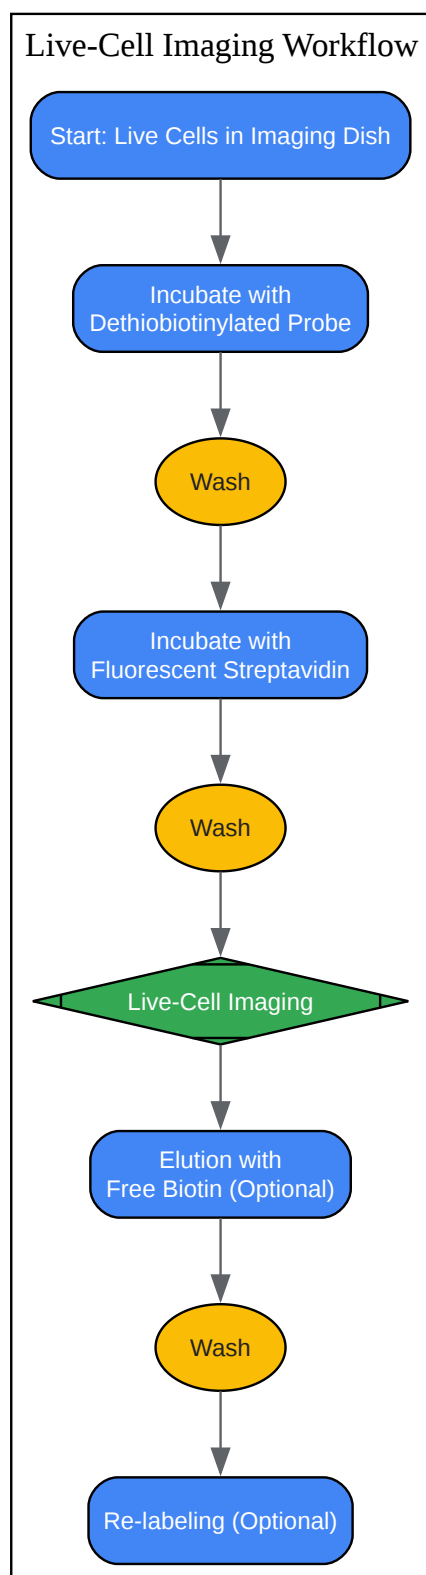 Live-Cell Imaging Workflow
Start: Live Cells in Imaging Dish
Incubate with
Dethiobiotinylated Probe
Wash
Incubate with
Fluorescent Streptavidin
Wash
Live-Cell Imaging
Elution with
Free Biotin (Optional)
Wash
Re-labeling (Optional)